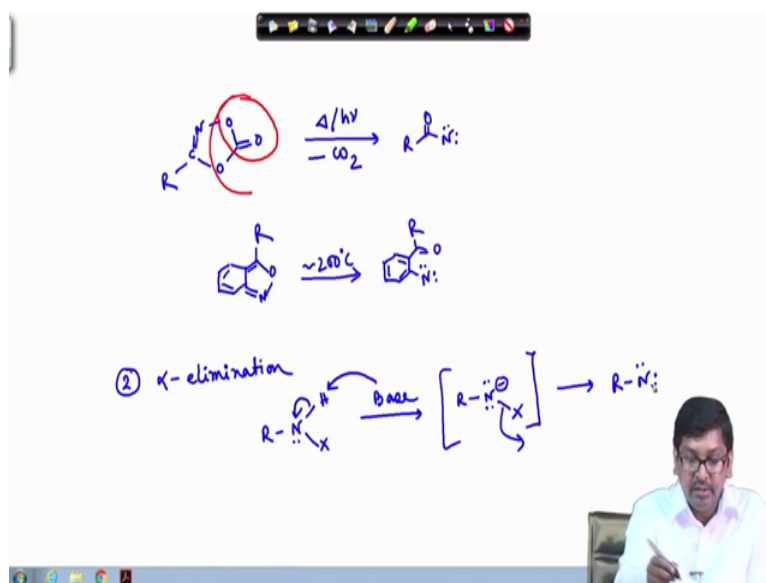 N O
C O
R O
Δ/hν
– CO2
O
R N:
R
O
N
~200°C
R
O
N:
② α-elimination
H
R–N
X
Base
R–N ⊖
X
R–N: